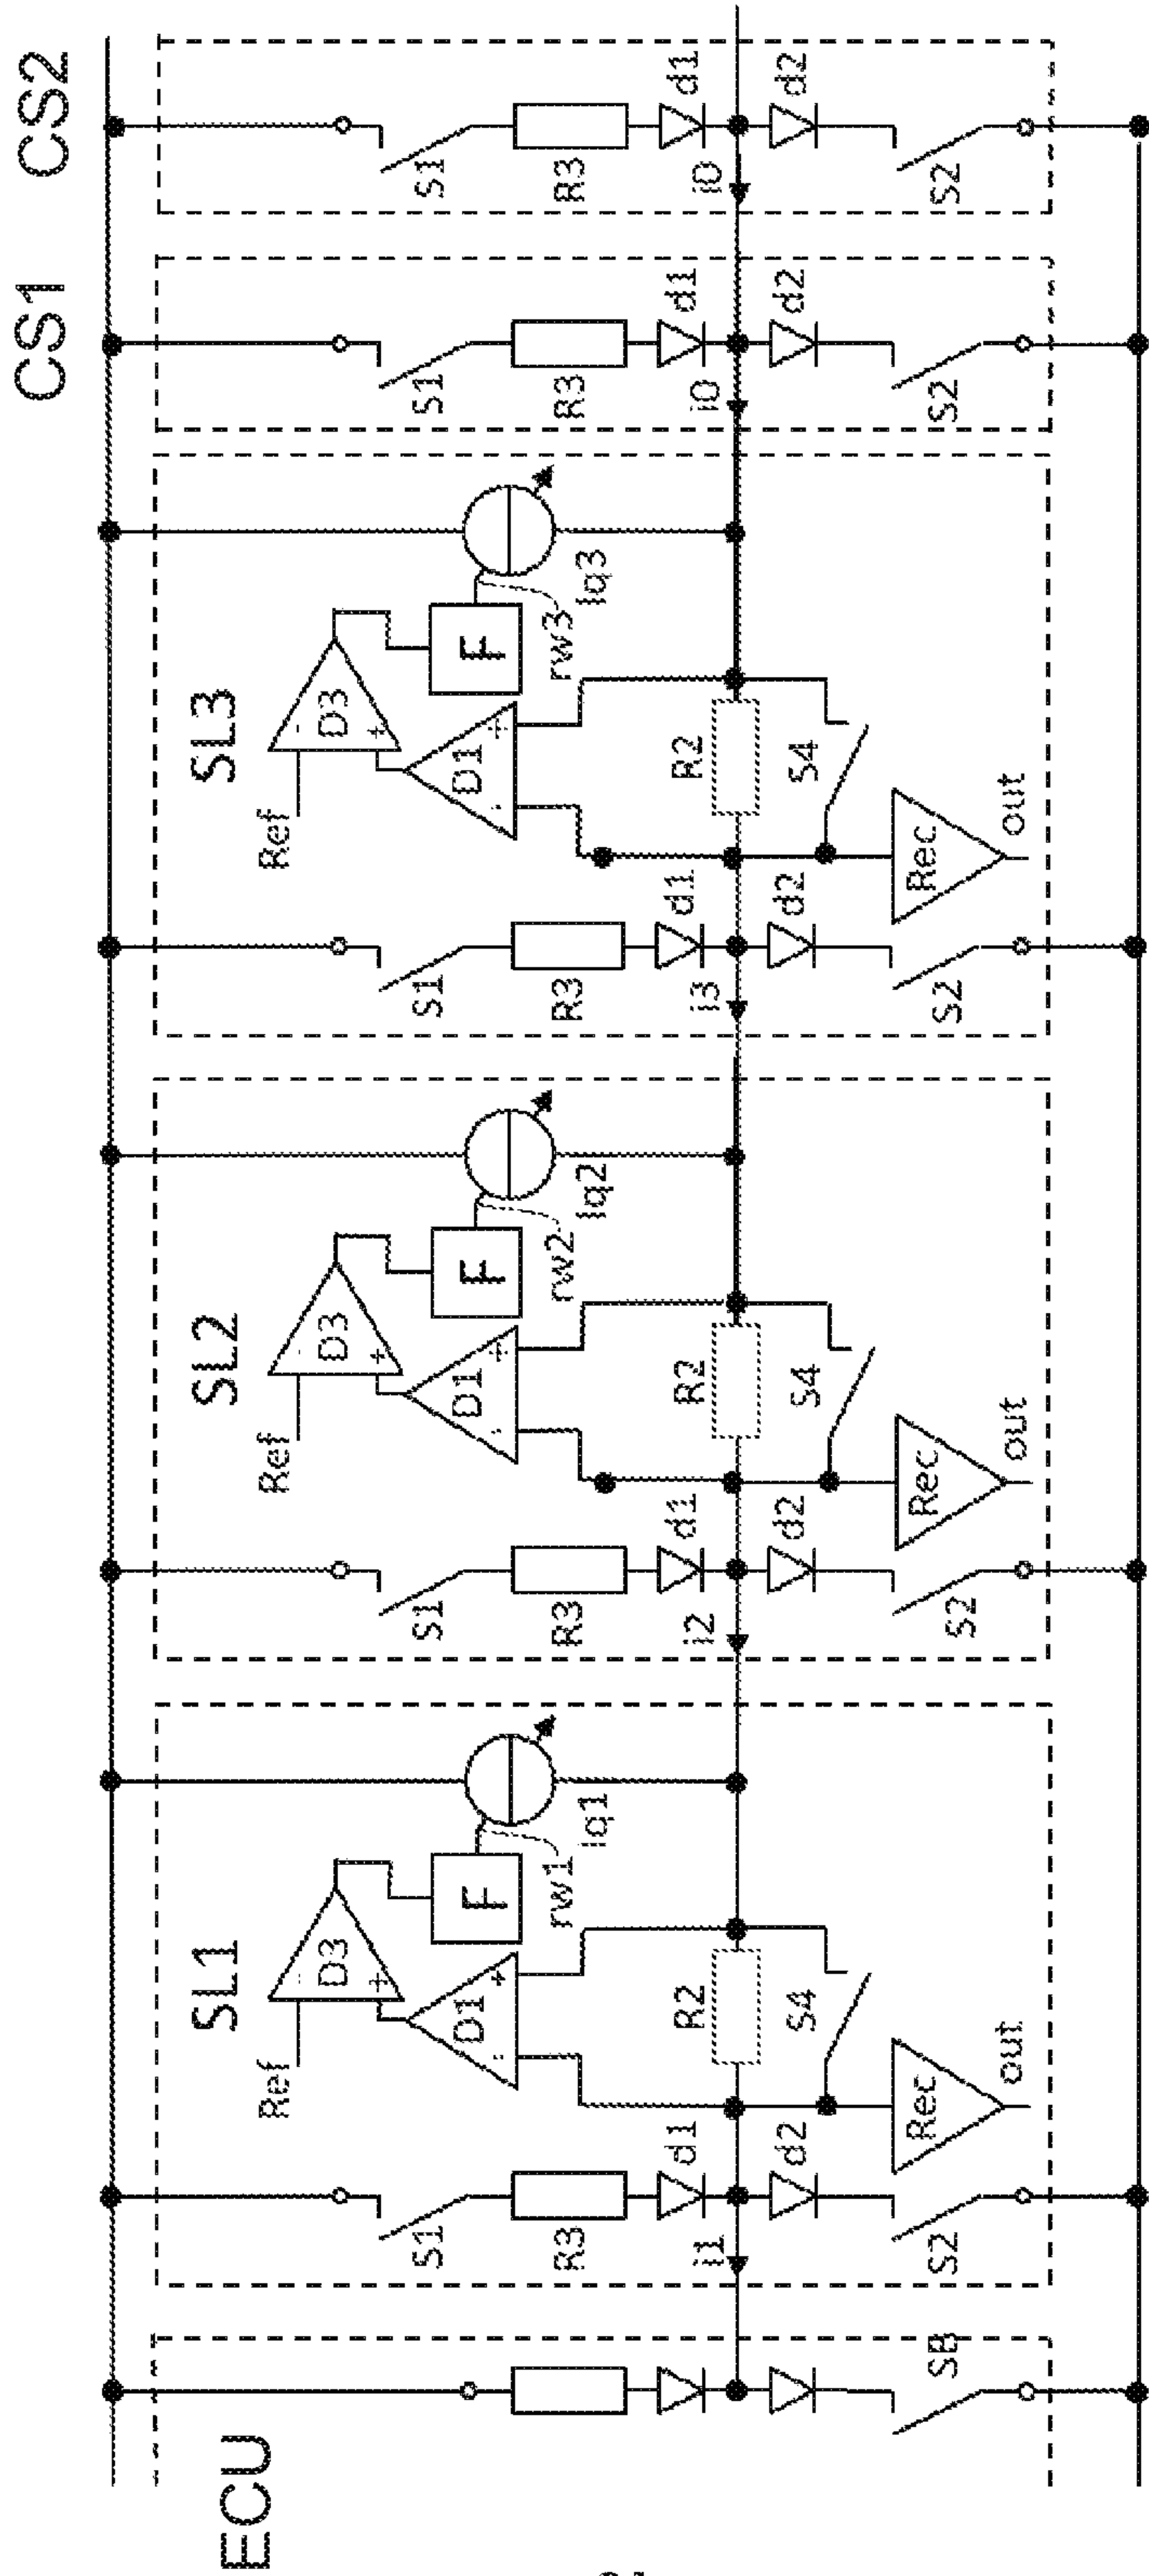 CS1 CS2
ECU
SB
SL1
Ref
D3
- +
F
D1
- +
rw1
Iq1
S1
R3
d1
i1
d2
S2
R2
S4
Rec
out
SL2
Ref
D3
- +
F
D1
- +
rw2
Iq2
S1
R3
d1
i2
d2
S2
R2
S4
Rec
out
SL3
Ref
D3
- +
F
D1
- +
rw3
Iq3
S1
R3
d1
i3
d2
S2
R2
S4
Rec
out
S1
R3
d1
i0
d2
S2
S1
R3
d1
i0
d2
S2